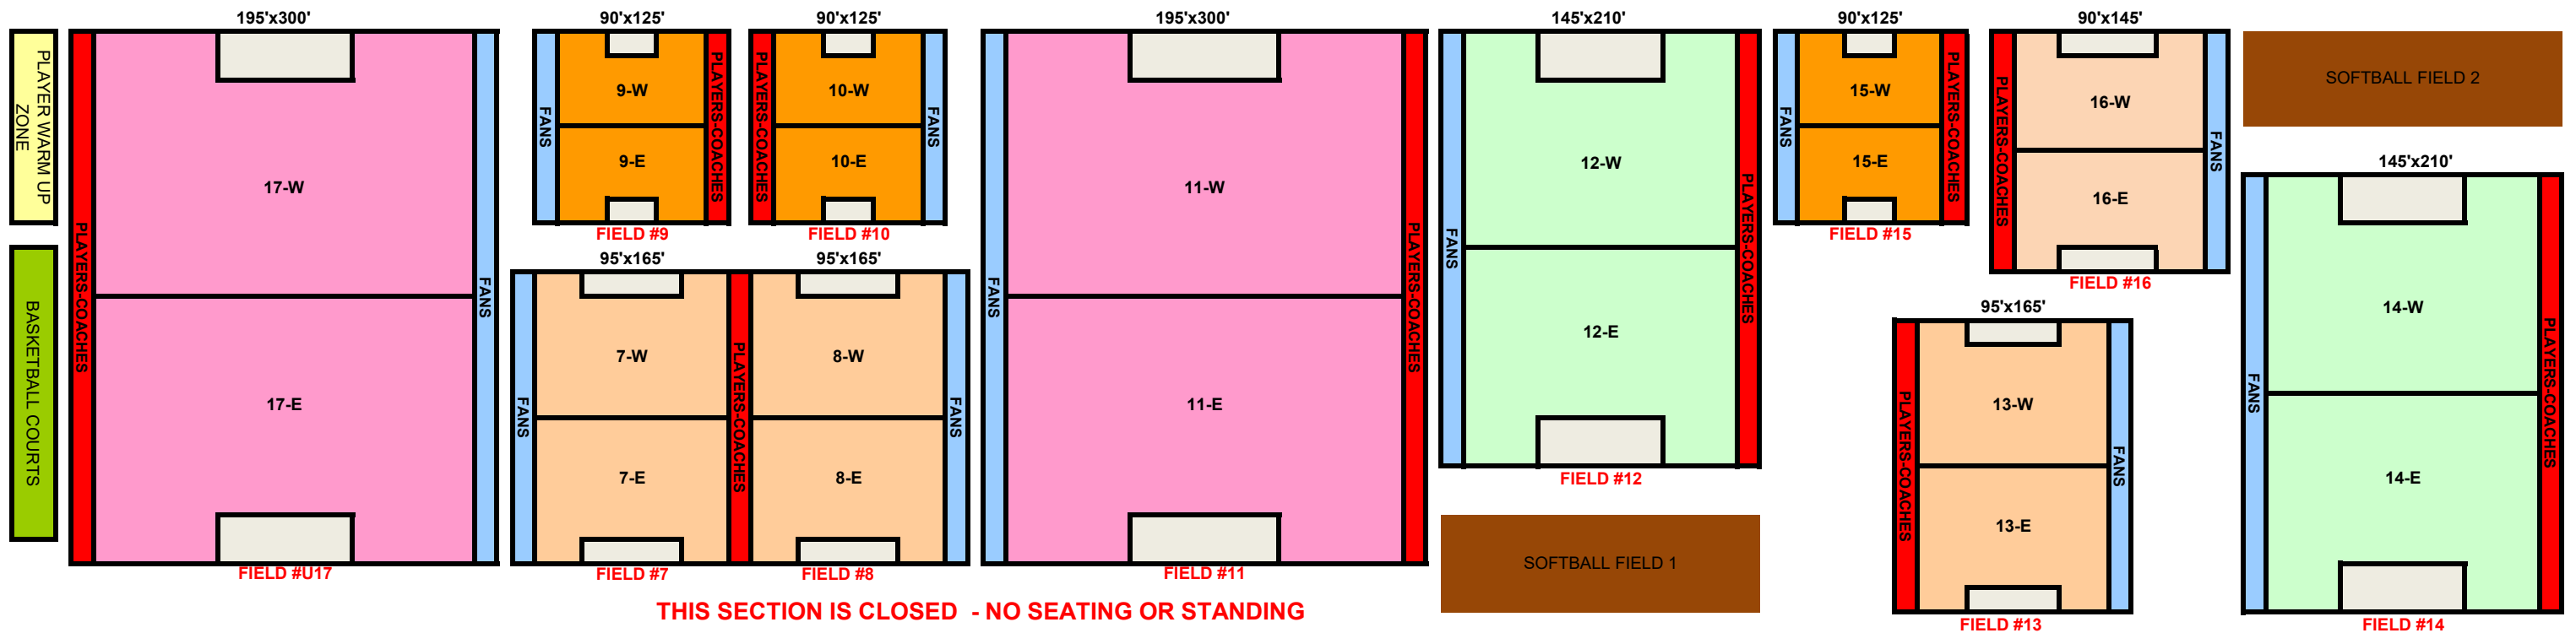 195'x300'
90'x125'
90'x125'
195'x300'
145'x210'
90'x125'
90'x145'
PLAYER WARM UP
ZONE
BASKETBALL COURTS
PLAYERS-COACHES
17-W
17-E
FANS
FIELD #U17
FANS
9-W
9-E
PLAYERS-COACHES
FIELD #9
PLAYERS-COACHES
10-W
10-E
FANS
FIELD #10
95'x165'
95'x165'
FANS
7-W
7-E
PLAYERS-COACHES
8-W
8-E
FANS
FIELD #7
FIELD #8
FANS
11-W
11-E
PLAYERS-COACHES
FIELD #11
THIS SECTION IS CLOSED - NO SEATING OR STANDING
FANS
12-W
12-E
PLAYERS-COACHES
FIELD #12
SOFTBALL FIELD 1
FANS
15-W
15-E
PLAYERS-COACHES
FIELD #15
PLAYERS-COACHES
16-W
16-E
FANS
FIELD #16
95'x165'
PLAYERS-COACHES
13-W
13-E
FANS
FIELD #13
SOFTBALL FIELD 2
145'x210'
FANS
14-W
14-E
PLAYERS-COACHES
FIELD #14